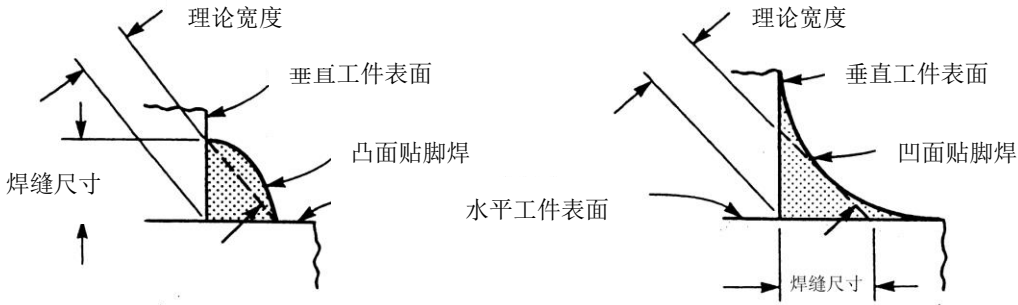 理论宽度
垂直工件表面
凸面贴脚焊
焊缝尺寸
理论宽度
垂直工件表面
凹面贴脚焊
水平工件表面
焊缝尺寸